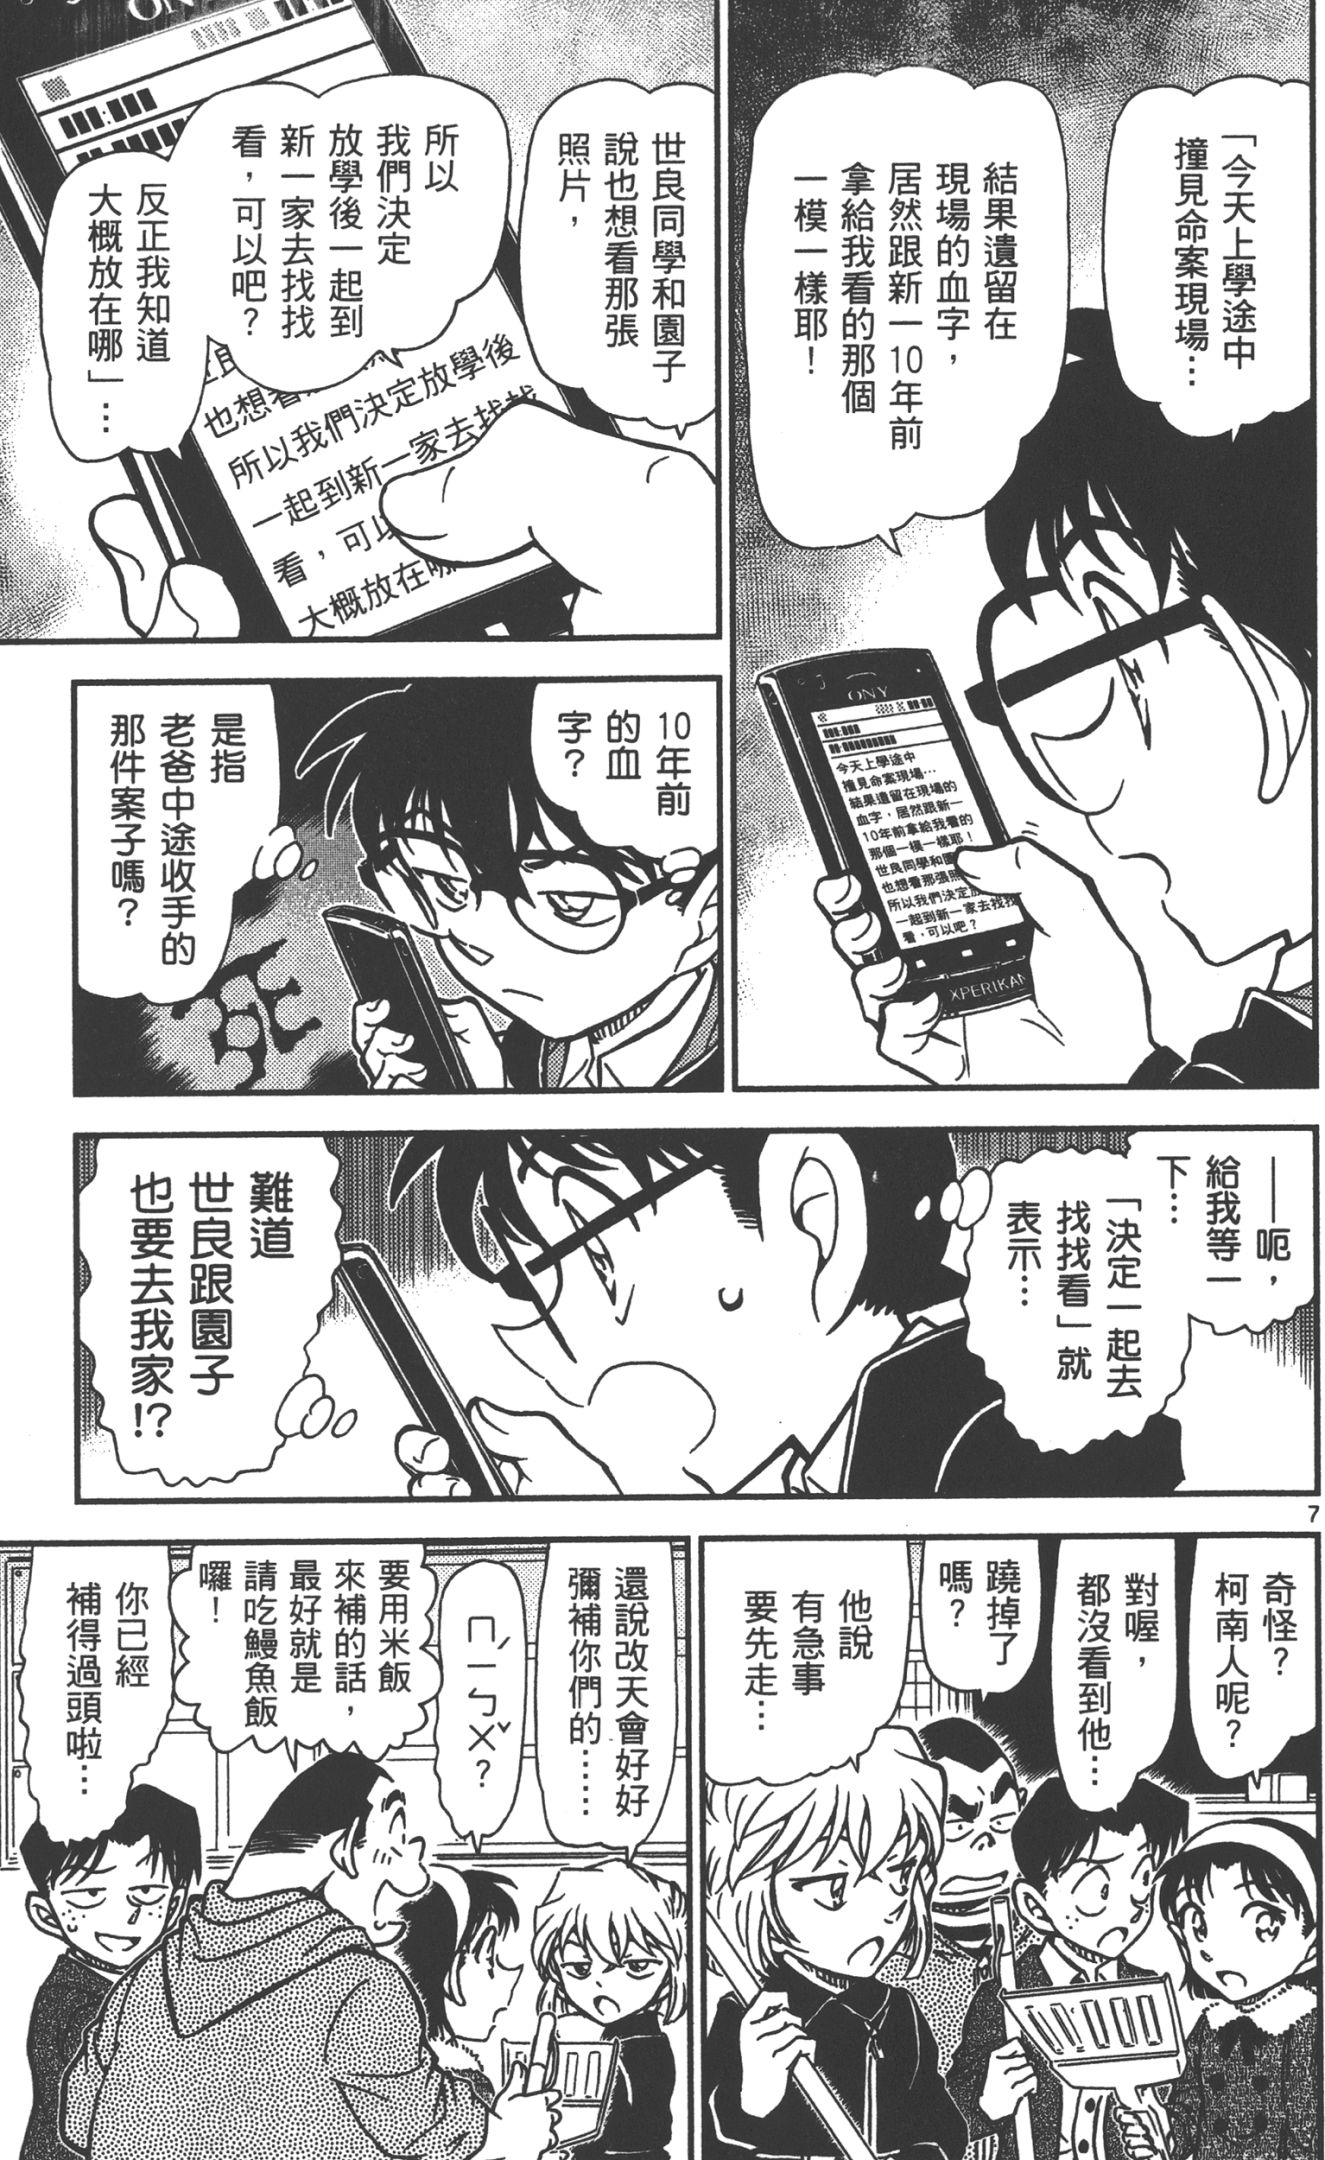 「今天上學途中
撞見命案現場…
結果遺留在
現場的血字，
居然跟新一10年前
拿給我看的那個
一模一樣耶！
ONY
今天上學途中
撞見命案現場…
結果遺留在現場的
血字，居然跟新一
10年前拿給我看的
那個一模一樣耶！
世良同學和園
也想看那張照
所以我們決定放
一起到新一家去找找
看，可以吧？
XPERIKAN
世良同學和園子
說也想看那張
照片，
所以
我們決定
放學後一起到
新一家去找找
看，可以吧？
反正我知道
大概放在哪」…
ON
也想看
所以我們決定放學後
一起到新一家去找找
看，可以
大概放在哪
10年前
的血
字？
是指
老爸中途收手的
那件案子嗎？
死
──呃，
給我等一
下…
「決定一起去
找找看」就
表示…
難道
世良跟園子
也要去我家!?
7
奇怪？
柯南人呢？
對喔，
都沒看到他…
蹺掉了
嗎？
他說
有急事
要先走…
還說改天會好好
彌補你們的……
ㄇㄧˊㄅㄨˇ？
要用米飯
來補的話，
最好就是
請吃鰻魚飯
囉！
你已經
補得過頭啦…